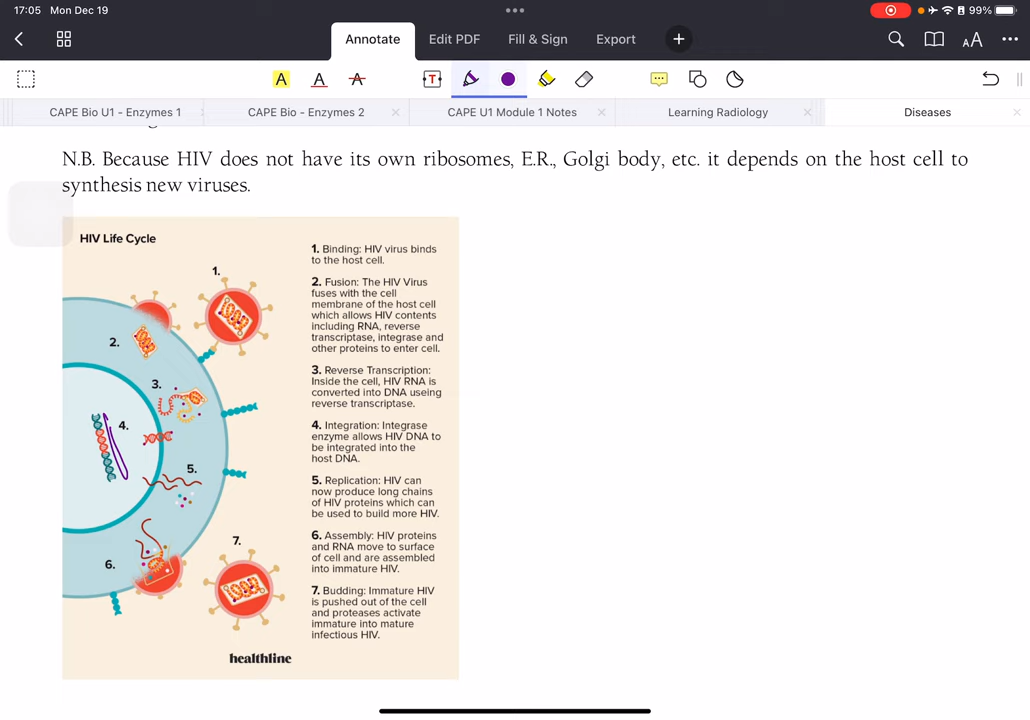 17:05 Mon Dec 19
99%
Annotate Edit PDF Fill & Sign Export
AA
A A A T
CAPE Bio U1 - Enzymes 1 CAPE Bio - Enzymes 2 CAPE U1 Module 1 Notes Learning Radiology Diseases
N.B. Because HIV does not have its own ribosomes, E.R., Golgi body, etc. it depends on the host cell to
synthesis new viruses.
HIV Life Cycle
1.
2.
3.
4.
5.
6.
7.
1. Binding: HIV virus binds
to the host cell.
2. Fusion: The HIV Virus
fuses with the cell
membrane of the host cell
which allows HIV contents
including RNA, reverse
transcriptase, integrase and
other proteins to enter cell.
3. Reverse Transcription:
Inside the cell, HIV RNA is
converted into DNA useing
reverse transcriptase.
4. Integration: Integrase
enzyme allows HIV DNA to
be integrated into the
host DNA.
5. Replication: HIV can
now produce long chains
of HIV proteins which can
be used to build more HIV.
6. Assembly: HIV proteins
and RNA move to surface
of cell and are assembled
into immature HIV.
7. Budding: Immature HIV
is pushed out of the cell
and proteases activate
immature into mature
infectious HIV.
healthline